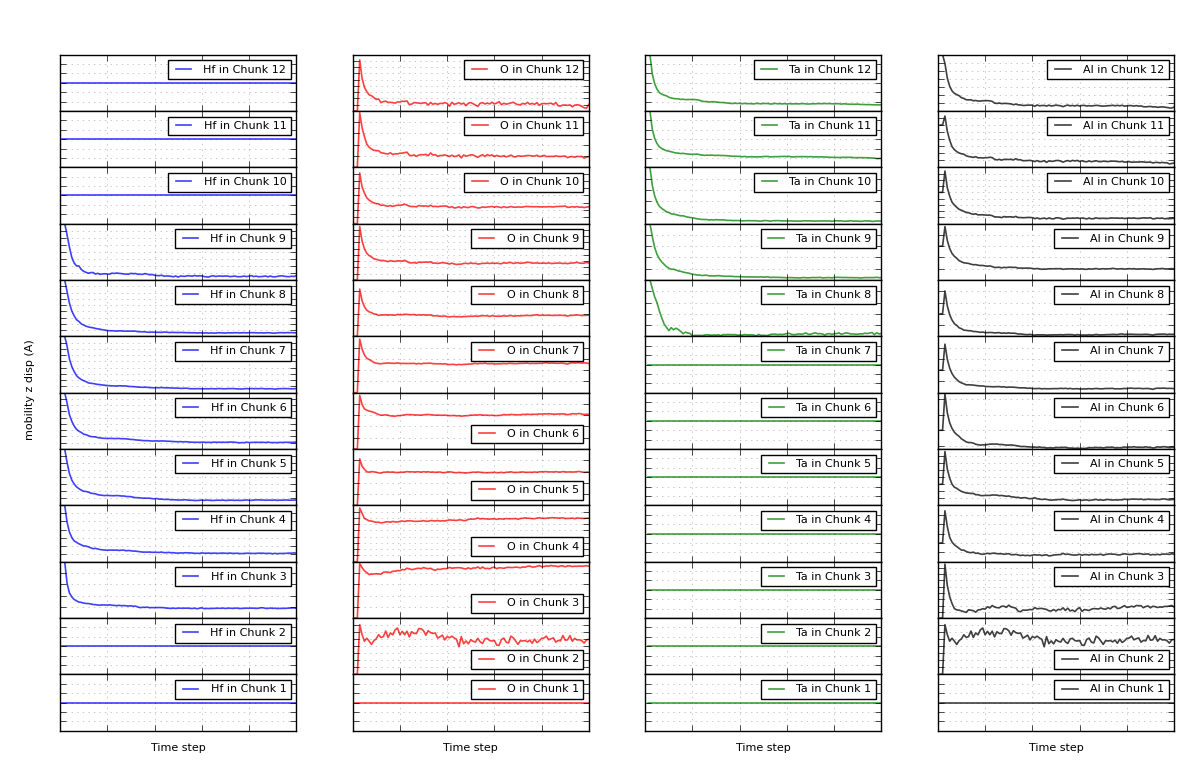 Hf in Chunk 12
O in Chunk 12
Ta in Chunk 12
Al in Chunk 12
Hf in Chunk 11
O in Chunk 11
Ta in Chunk 11
Al in Chunk 11
Hf in Chunk 10
O in Chunk 10
Ta in Chunk 10
Al in Chunk 10
Hf in Chunk 9
O in Chunk 9
Ta in Chunk 9
Al in Chunk 9
Hf in Chunk 8
O in Chunk 8
Ta in Chunk 8
Al in Chunk 8
Hf in Chunk 7
O in Chunk 7
Ta in Chunk 7
Al in Chunk 7
mobility z disp (A)
Hf in Chunk 6
O in Chunk 6
Ta in Chunk 6
Al in Chunk 6
Hf in Chunk 5
O in Chunk 5
Ta in Chunk 5
Al in Chunk 5
Hf in Chunk 4
O in Chunk 4
Ta in Chunk 4
Al in Chunk 4
Hf in Chunk 3
O in Chunk 3
Ta in Chunk 3
Al in Chunk 3
Hf in Chunk 2
O in Chunk 2
Ta in Chunk 2
Al in Chunk 2
Hf in Chunk 1
O in Chunk 1
Ta in Chunk 1
Al in Chunk 1
Time step
Time step
Time step
Time step